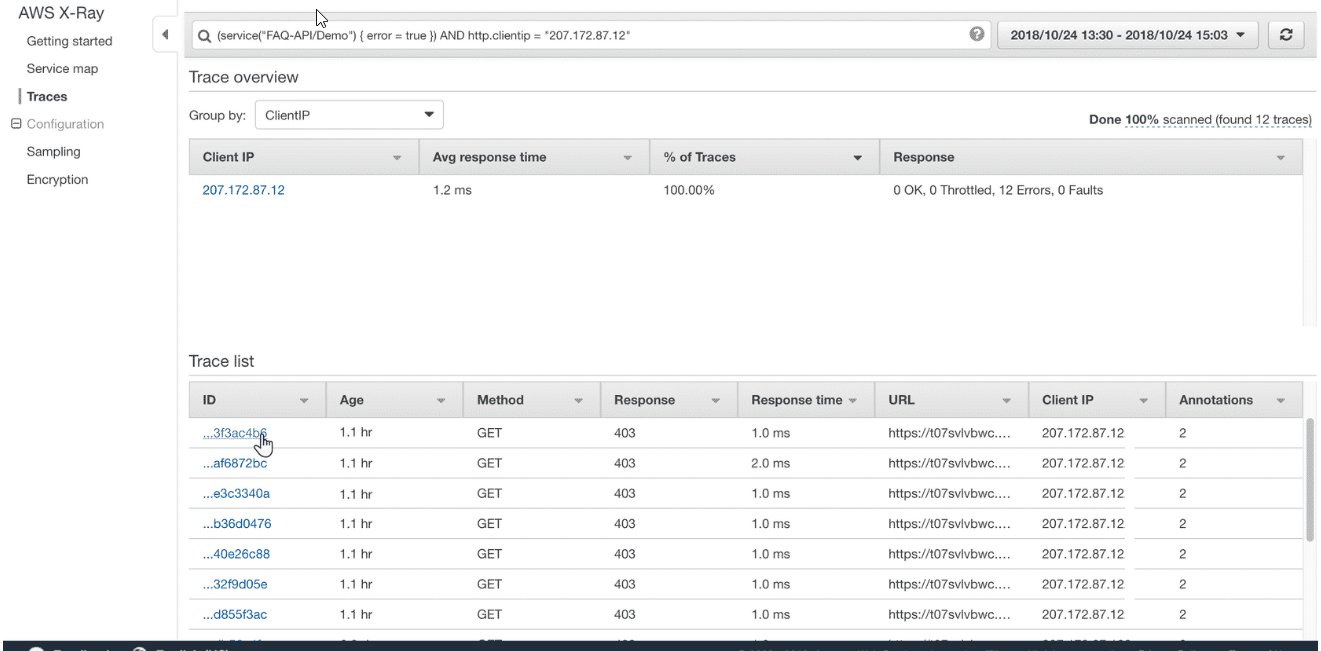 AWS X-Ray
Getting started
Service map
Traces
Configuration
Sampling
Encryption
(service("FAQ-API/Demo") { error = true }) AND http.clientip = "207.172.87.12"
2018/10/24 13:30 - 2018/10/24 15:03
Trace overview
Group by: ClientIP
Done 100% scanned (found 12 traces)
Client IP Avg response time % of Traces Response
207.172.87.12 1.2 ms 100.00% 0 OK, 0 Throttled, 12 Errors, 0 Faults
Trace list
ID Age Method Response Response time URL Client IP Annotations
...3f3ac4b6 1.1 hr GET 403 1.0 ms https://t07svlvbwc.... 207.172.87.12 2
...af6872bc 1.1 hr GET 403 2.0 ms https://t07svlvbwc.... 207.172.87.12 2
...e3c3340a 1.1 hr GET 403 1.0 ms https://t07svlvbwc.... 207.172.87.12 2
...b36d0476 1.1 hr GET 403 1.0 ms https://t07svlvbwc.... 207.172.87.12 2
...40e26c88 1.1 hr GET 403 1.0 ms https://t07svlvbwc.... 207.172.87.12 2
...32f9d05e 1.1 hr GET 403 1.0 ms https://t07svlvbwc.... 207.172.87.12 2
...d855f3ac 1.1 hr GET 403 1.0 ms https://t07svlvbwc.... 207.172.87.12 2